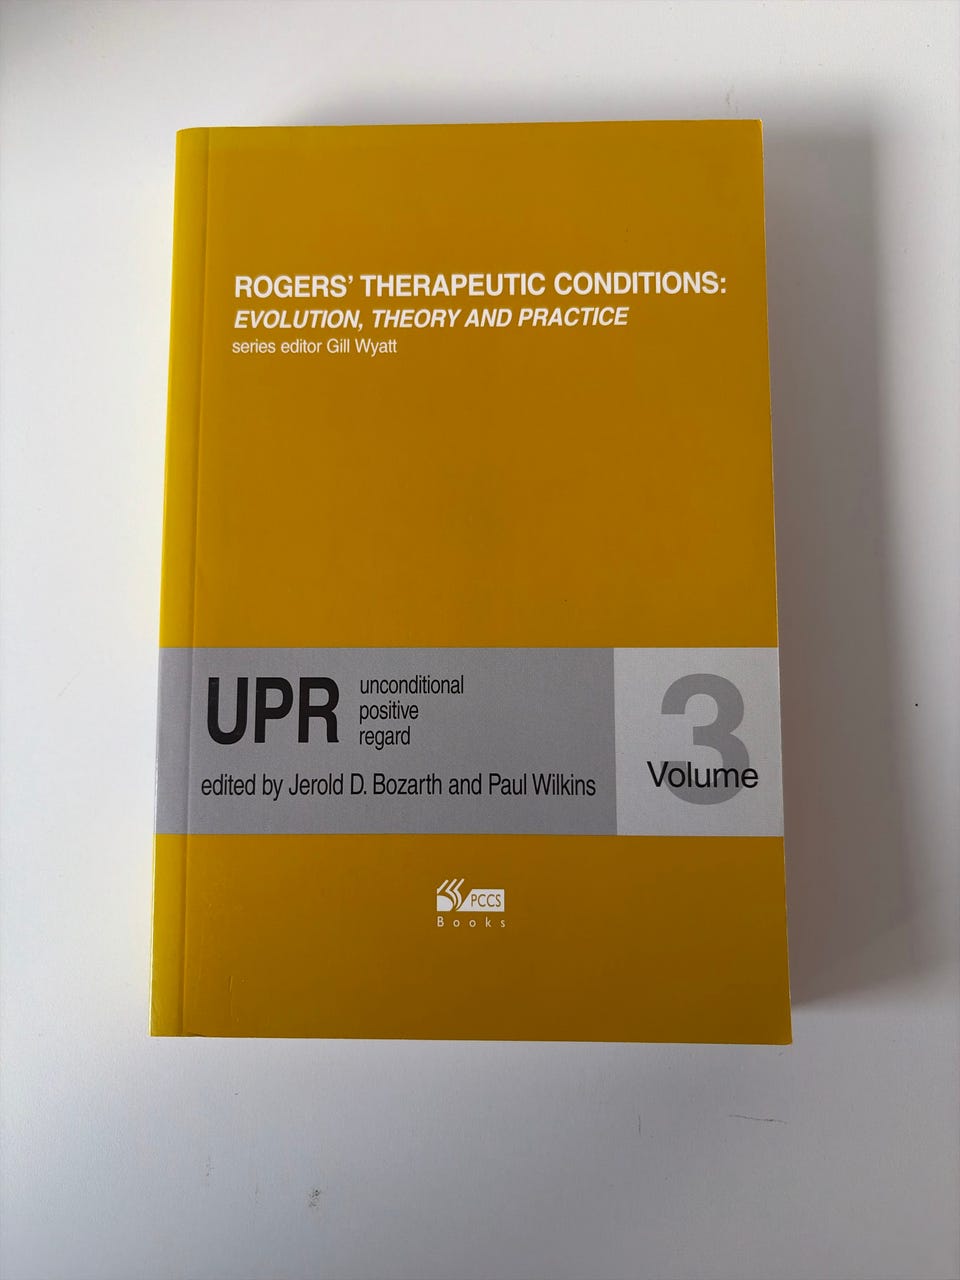 ROGERS’ THERAPEUTIC CONDITIONS:
EVOLUTION, THEORY AND PRACTICE
series editor Gill Wyatt
UPR
unconditional
positive
regard
edited by Jerold D. Bozarth and Paul Wilkins
3
Volume
PCCS
Books